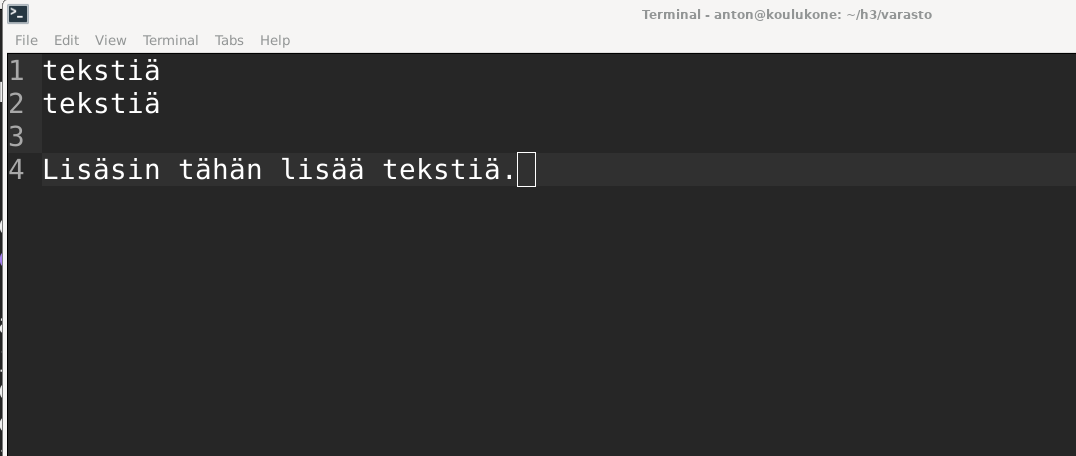 Terminal - anton@koulukone: ~/h3/varasto
File Edit View Terminal Tabs Help
1 tekstiä
2 tekstiä
3
4 Lisäsin tähän lisää tekstiä.